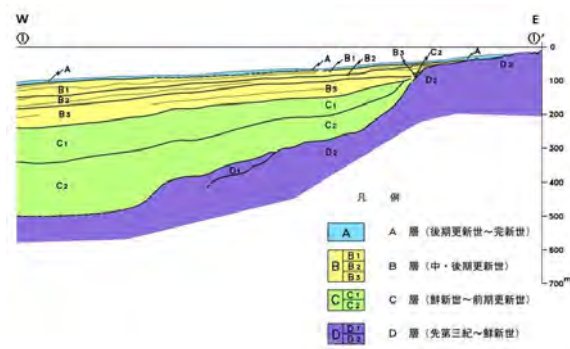 W E
Ⓘ Ⓘ'
0
A A B1 B2 B3 C2 A
B1 D2 D2
B2 B3 100
B3 C1
C1 C2 200
D2 300
C2 D1 400
500
600
700m
凡 例
A A 層 (後期更新世~完新世)
B B1 B2 B3 B 層 (中・後期更新世)
C C1 C2 C 層 (鮮新世~前期更新世)
D D1 D2 D 層 (先第三紀~鮮新世)